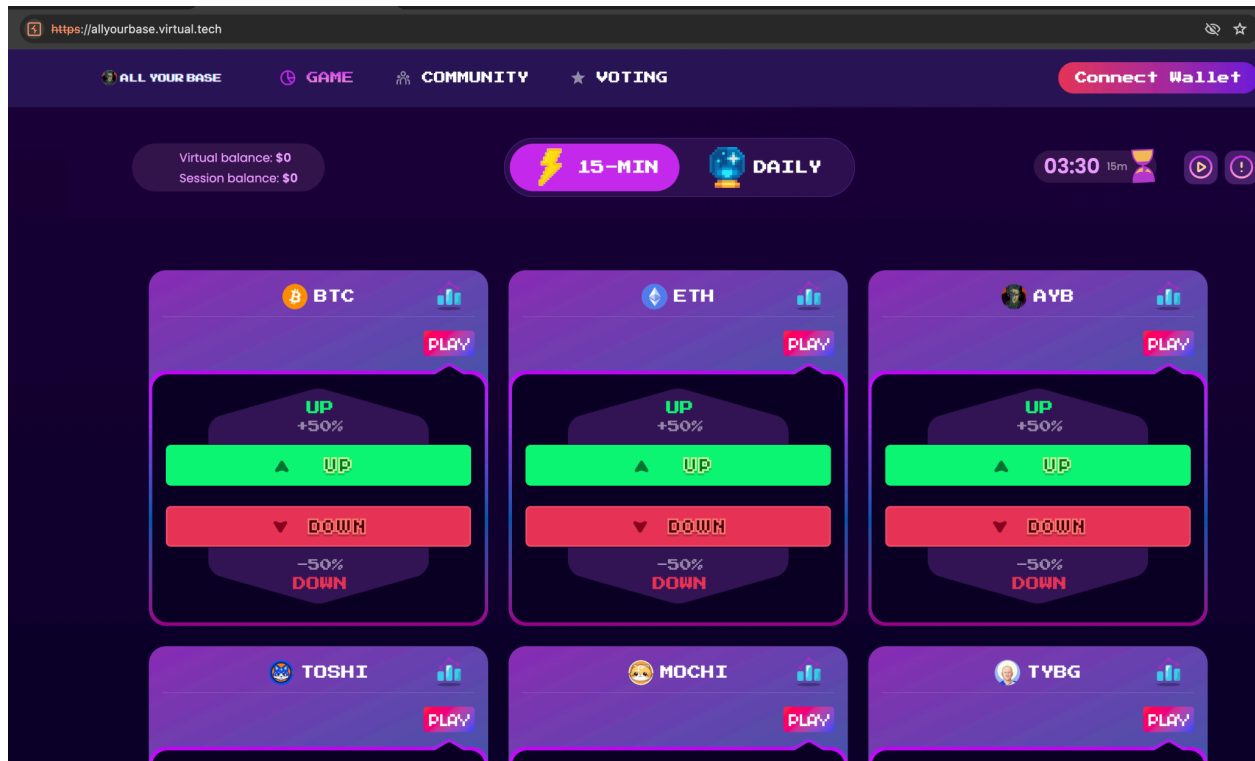 https://allyourbase.virtual.tech
ALL YOUR BASE GAME COMMUNITY VOTING Connect Wallet
Virtual balance: $0
Session balance: $0
15-MIN DAILY
03:30 15m
BTC
PLAY
UP
+50%
UP
DOWN
-50%
DOWN
ETH
PLAY
UP
+50%
UP
DOWN
-50%
DOWN
AYB
PLAY
UP
+50%
UP
DOWN
-50%
DOWN
TOSHI
PLAY
MOCHI
PLAY
TYBG
PLAY